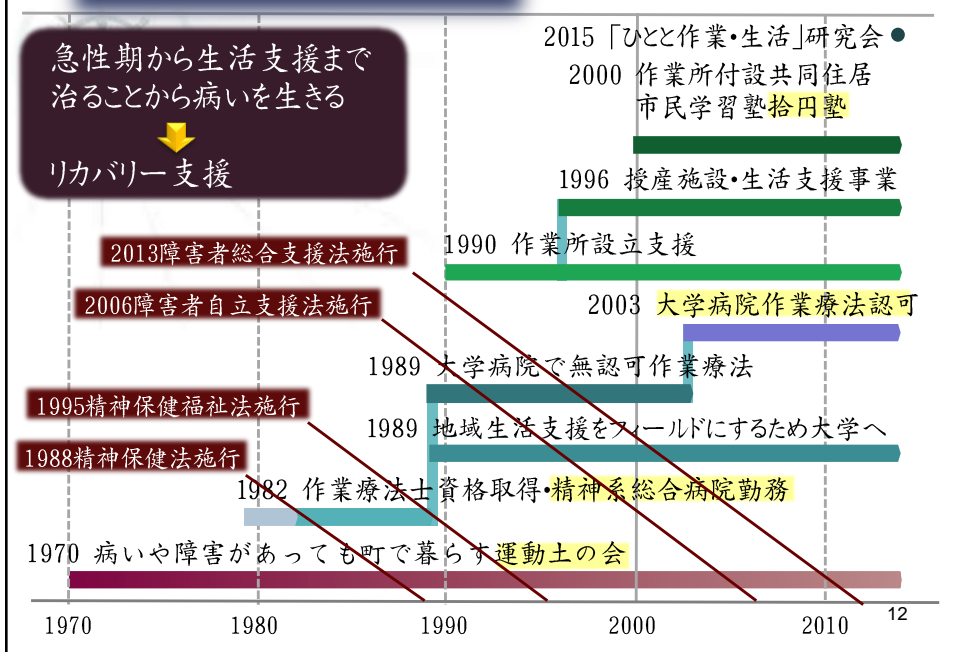 急性期から生活支援まで
治ることから病いを生きる
リカバリー支援
2015「ひとと作業・生活」研究会
2000 作業所付設共同住居
市民学習塾拾円塾
1996 授産施設・生活支援事業
1990 作業所設立支援
2013障害者総合支援法施行
2006障害者自立支援法施行
2003 大学病院作業療法認可
1989 大学病院で無認可作業療法
1995精神保健福祉法施行
1989 地域生活支援をフィールドにするため大学へ
1988精神保健法施行
1982 作業療法士資格取得・精神系総合病院勤務
1970 病いや障害があっても町で暮らす運動土の会
1970 1980 1990 2000 2010
12